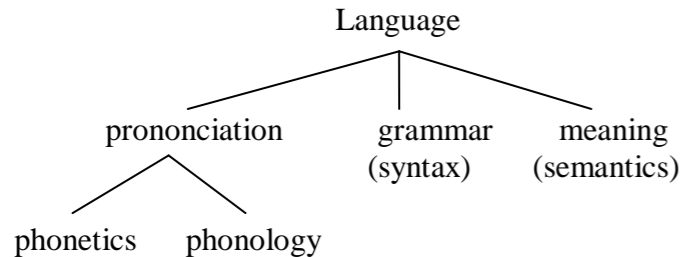 Language
prononciation grammar meaning
(syntax) (semantics)
phonetics phonology